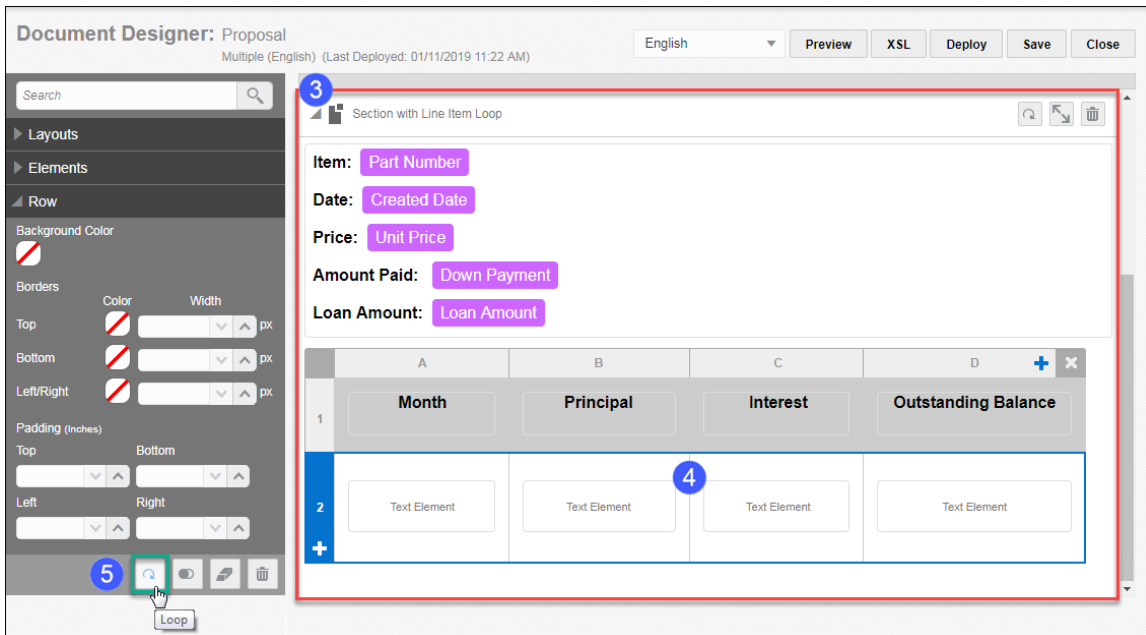 Document Designer: Proposal
Multiple (English) (Last Deployed: 01/11/2019 11:22 AM)
English
Preview
XSL
Deploy
Save
Close
Search
Layouts
Elements
Row
Background Color
Borders
Color Width
Top px
Bottom px
Left/Right px
Padding (Inches)
Top Bottom
Left Right
5
Loop
3
Section with Line Item Loop
Item: Part Number
Date: Created Date
Price: Unit Price
Amount Paid: Down Payment
Loan Amount: Loan Amount
A B C D
1 Month Principal Interest Outstanding Balance
4
2 Text Element Text Element Text Element Text Element